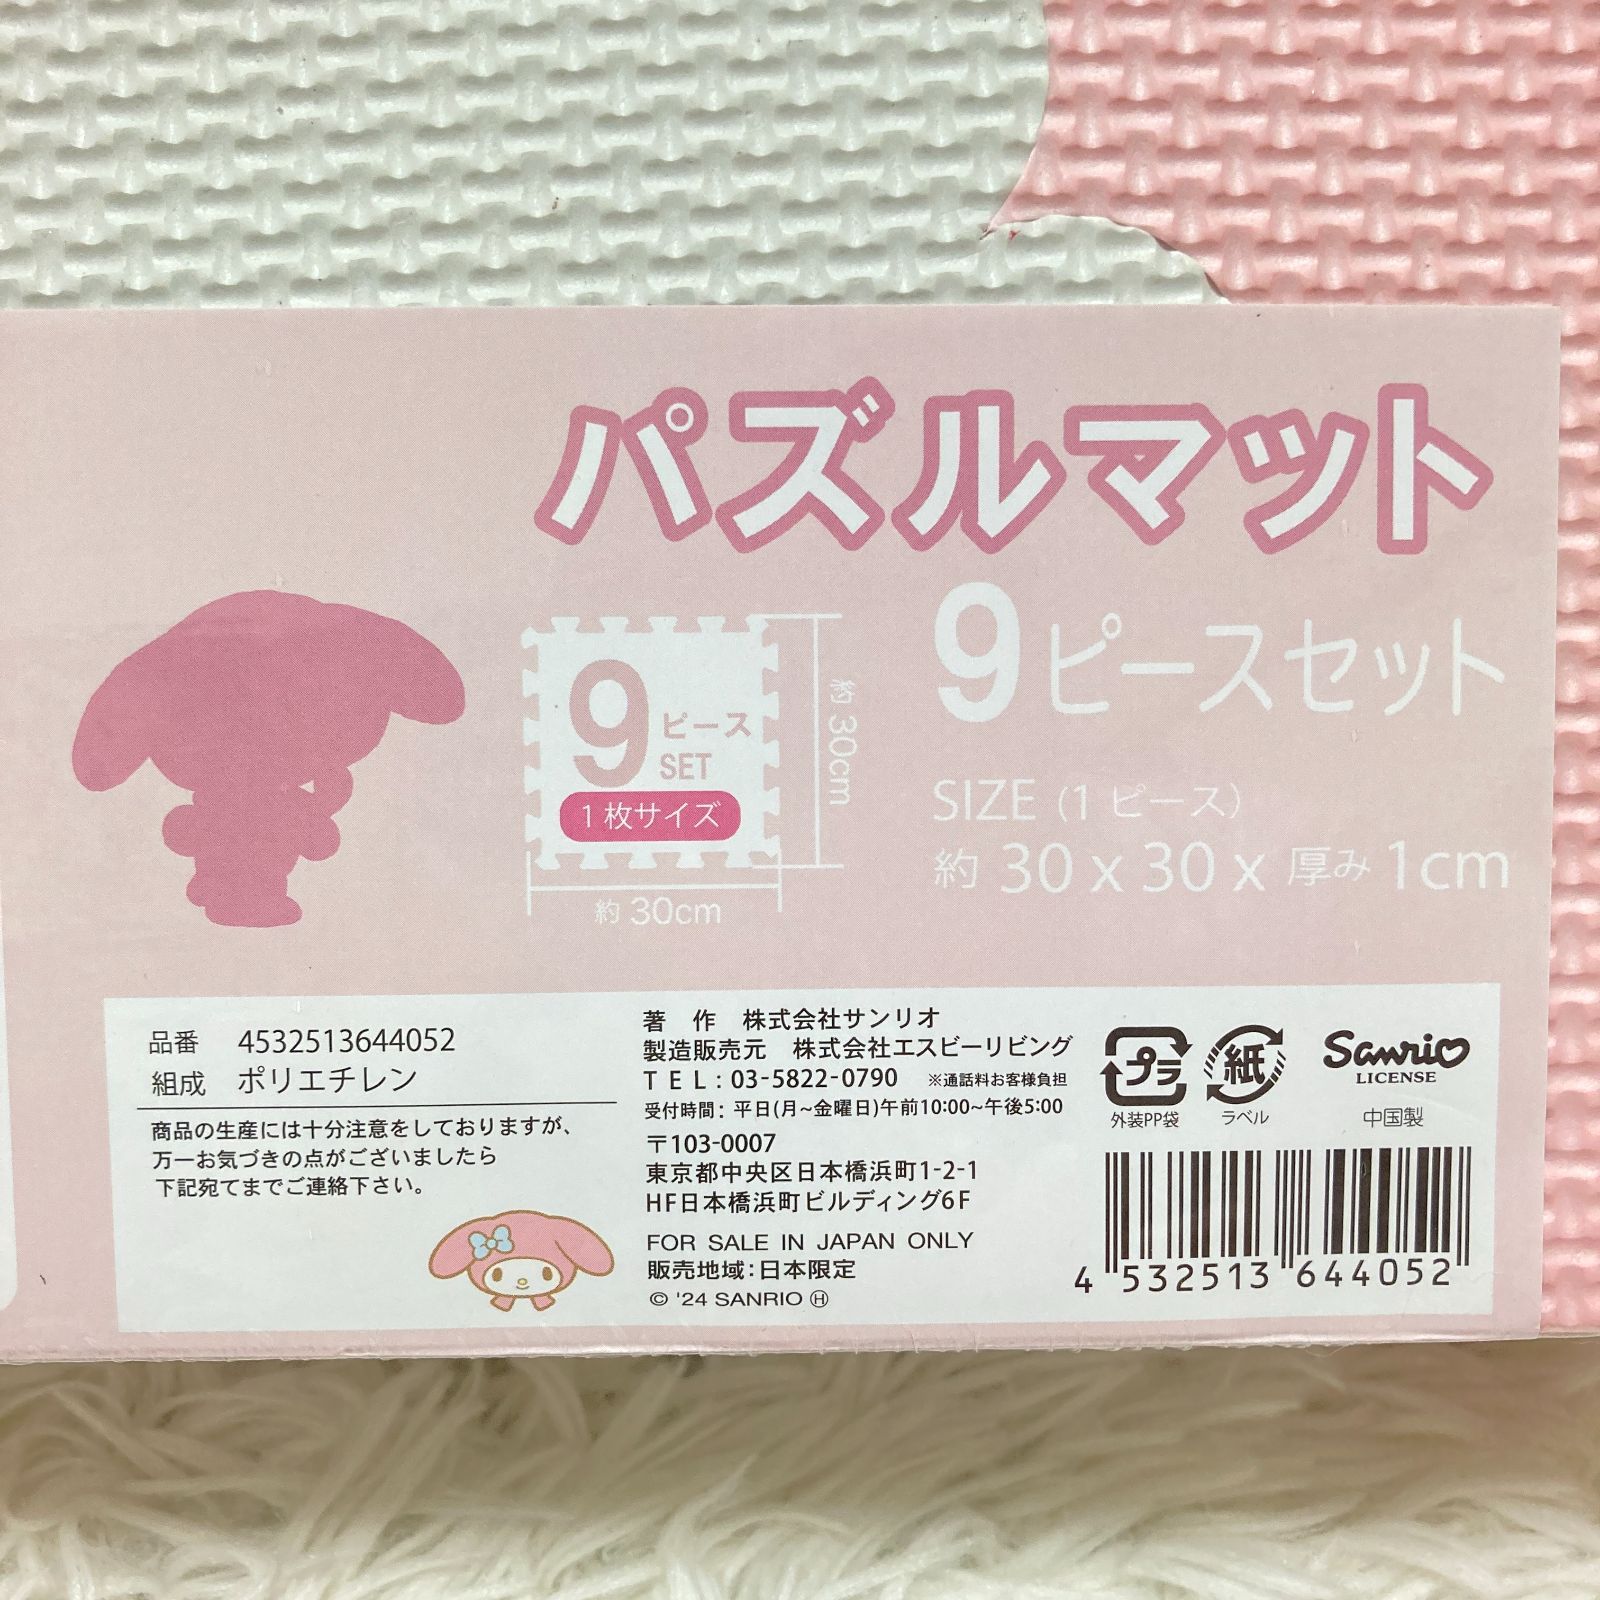 パズルマット
9ピースセット
9
ピース
SET
1枚サイズ
約30cm
約 30cm
SIZE (1 ピース)
約 30 x 30 x 厚み 1cm
品番 4532513644052
組成 ポリエチレン
商品の生産には十分注意をしておりますが、
万一お気づきの点がございましたら
下記宛てまでご連絡下さい。
著 作 株式会社サンリオ
製造販売元 株式会社エスビーリビング
TEL:03-5822-0790 ※通話料お客様負担
受付時間: 平日(月~金曜日)午前10:00~午後5:00
〒103-0007
東京都中央区日本橋浜町1-2-1
HF日本橋浜町ビルディング6F
FOR SALE IN JAPAN ONLY
販売地域:日本限定
© '24 SANRIO Ⓗ
プラ
外装PP袋
紙
ラベル
Sanrio
LICENSE
中国製
4 532513 644052